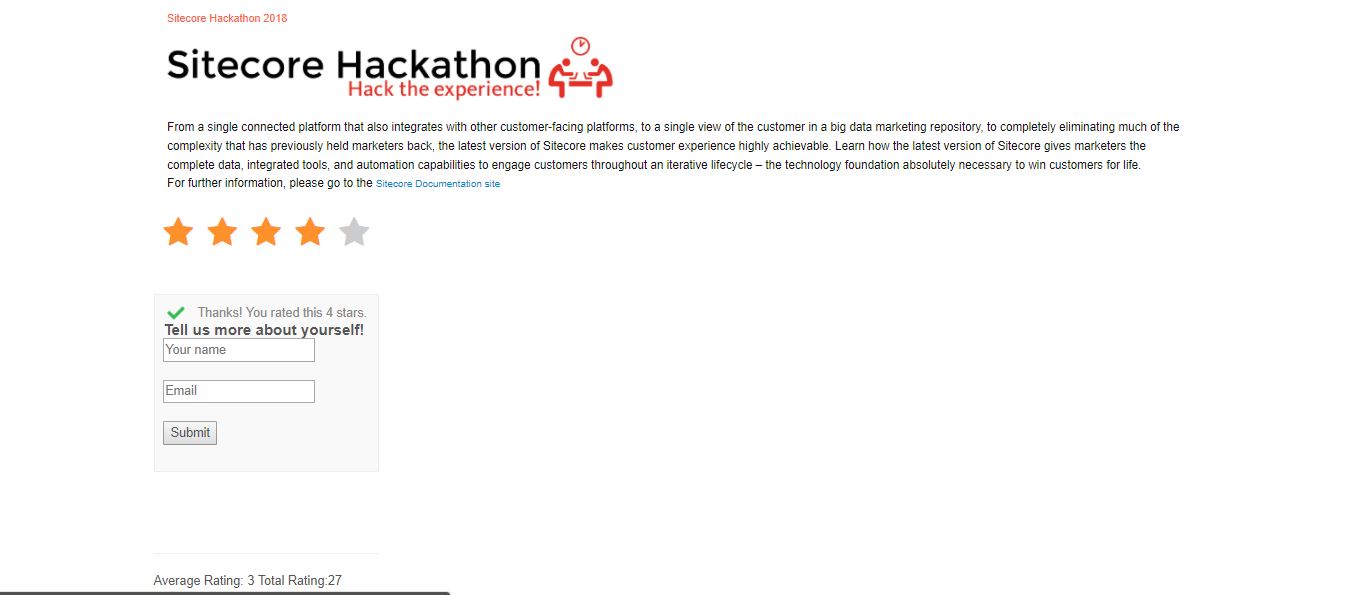 Sitecore Hackathon 2018
Sitecore Hackathon
Hack the experience!
From a single connected platform that also integrates with other customer-facing platforms, to a single view of the customer in a big data marketing repository, to completely eliminating much of the
complexity that has previously held marketers back, the latest version of Sitecore makes customer experience highly achievable. Learn how the latest version of Sitecore gives marketers the
complete data, integrated tools, and automation capabilities to engage customers throughout an iterative lifecycle – the technology foundation absolutely necessary to win customers for life.
For further information, please go to the Sitecore Documentation site
Thanks! You rated this 4 stars.
Tell us more about yourself!
Your name
Email
Submit
Average Rating: 3 Total Rating:27